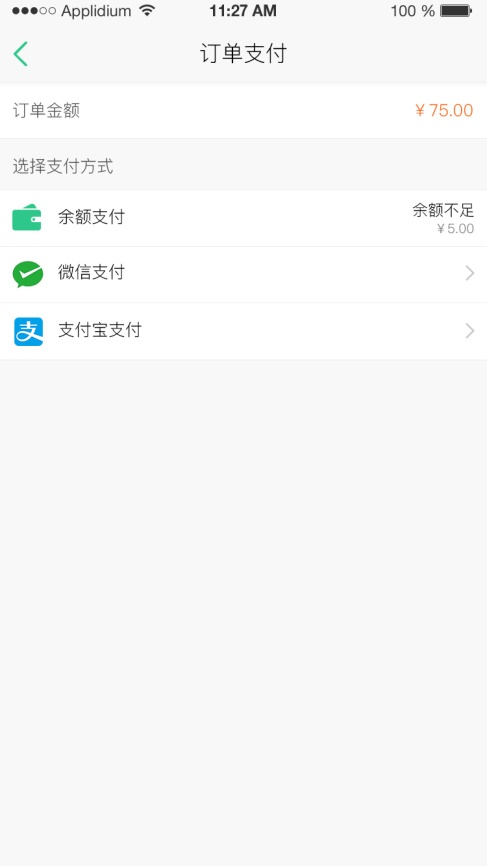 Applidium 11:27 AM 100 %
订单支付
订单金额 ¥ 75.00
选择支付方式
余额支付 余额不足
¥ 5.00
微信支付
支 支付宝支付